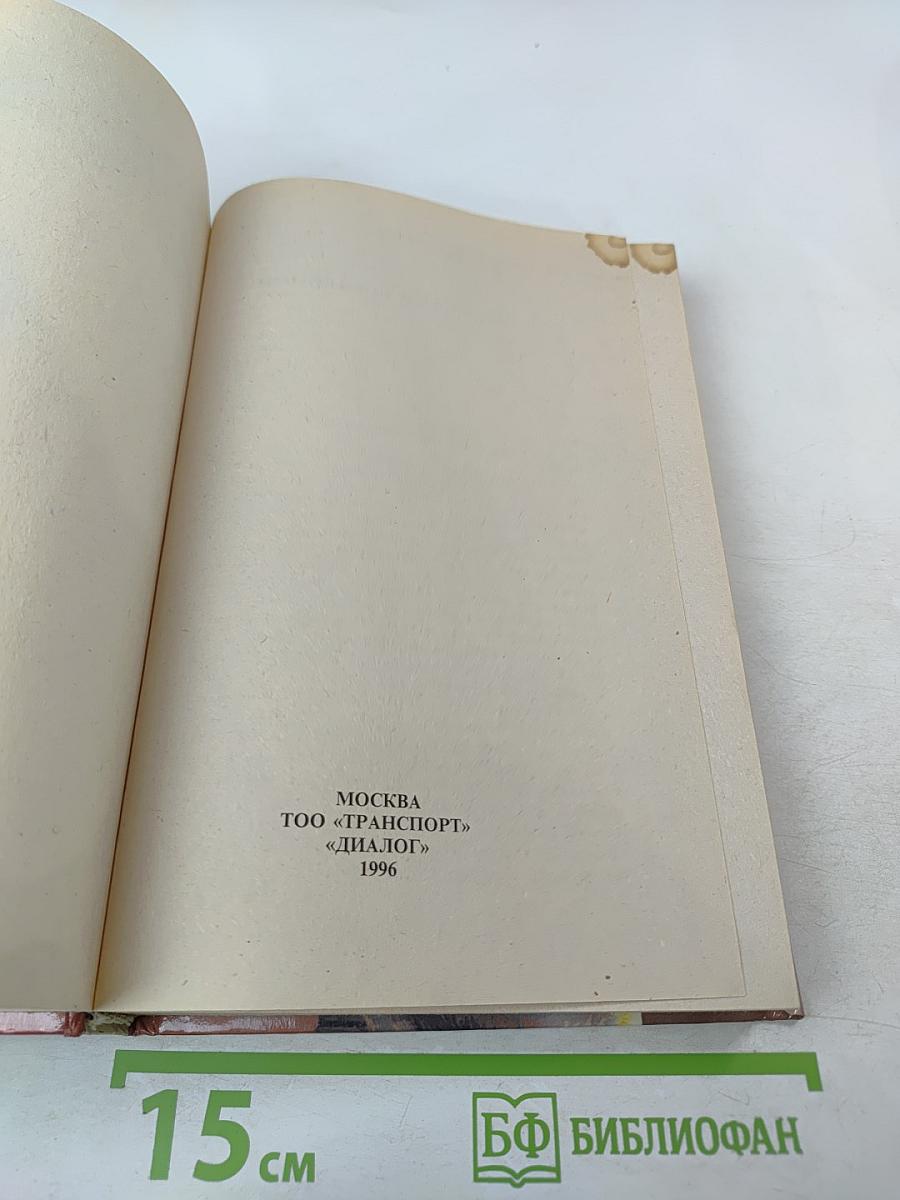 МОСКВА
ТОО «ТРАНСПОРТ»
«ДИАЛОГ»
1996
15 см
БФ БИБЛИОФАН